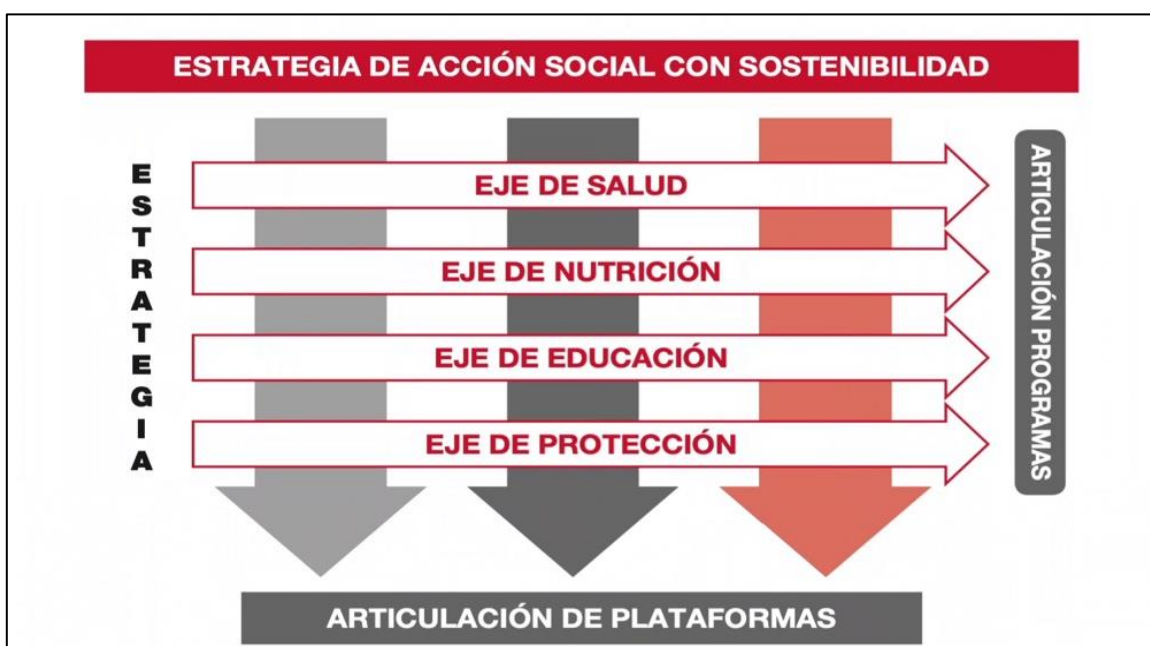 ESTRATEGIA DE ACCIÓN SOCIAL CON SOSTENIBILIDAD
ESTRATEGIA
EJE DE SALUD
EJE DE NUTRICIÓN
EJE DE EDUCACIÓN
EJE DE PROTECCIÓN
ARTICULACIÓN PROGRAMAS
ARTICULACIÓN DE PLATAFORMAS